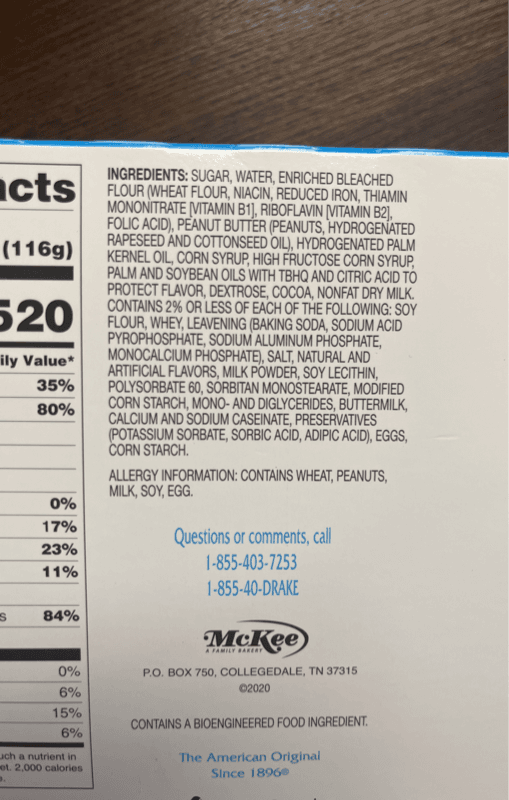 acts
(116g)
520
ily Value*
35%
80%
0%
17%
23%
11%
s 84%
0%
6%
15%
6%
uch a nutrient in
et. 2,000 calories
e.
INGREDIENTS: SUGAR, WATER, ENRICHED BLEACHED
FLOUR (WHEAT FLOUR, NIACIN, REDUCED IRON, THIAMIN
MONONITRATE [VITAMIN B1], RIBOFLAVIN [VITAMIN B2],
FOLIC ACID), PEANUT BUTTER (PEANUTS, HYDROGENATED
RAPESEED AND COTTONSEED OIL), HYDROGENATED PALM
KERNEL OIL, CORN SYRUP, HIGH FRUCTOSE CORN SYRUP,
PALM AND SOYBEAN OILS WITH TBHQ AND CITRIC ACID TO
PROTECT FLAVOR, DEXTROSE, COCOA, NONFAT DRY MILK.
CONTAINS 2% OR LESS OF EACH OF THE FOLLOWING: SOY
FLOUR, WHEY, LEAVENING (BAKING SODA, SODIUM ACID
PYROPHOSPHATE, SODIUM ALUMINUM PHOSPHATE,
MONOCALCIUM PHOSPHATE), SALT, NATURAL AND
ARTIFICIAL FLAVORS, MILK POWDER, SOY LECITHIN,
POLYSORBATE 60, SORBITAN MONOSTEARATE, MODIFIED
CORN STARCH, MONO- AND DIGLYCERIDES, BUTTERMILK,
CALCIUM AND SODIUM CASEINATE, PRESERVATIVES
(POTASSIUM SORBATE, SORBIC ACID, ADIPIC ACID), EGGS,
CORN STARCH.
ALLERGY INFORMATION: CONTAINS WHEAT, PEANUTS,
MILK, SOY, EGG.
Questions or comments, call
1-855-403-7253
1-855-40-DRAKE
McKee
A FAMILY BAKERY
P.O. BOX 750, COLLEGEDALE, TN 37315
©2020
CONTAINS A BIOENGINEERED FOOD INGREDIENT.
The American Original
Since 1896®